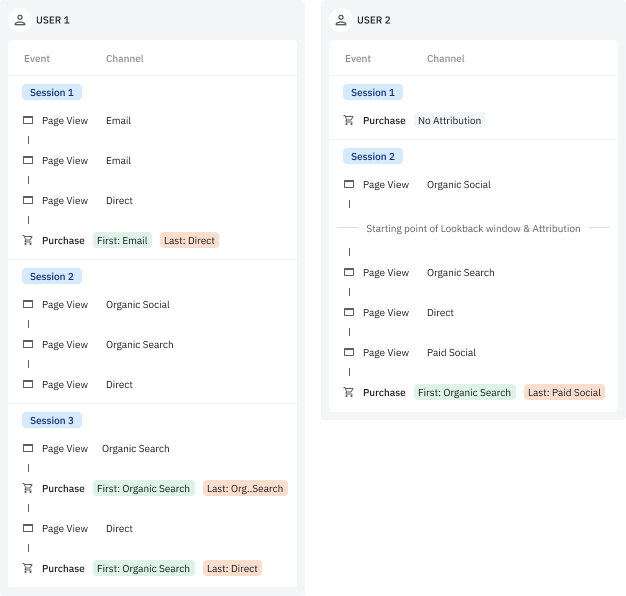 USER 1
Event Channel
Session 1
Page View Email
Page View Email
Page View Direct
Purchase First: Email Last: Direct
Session 2
Page View Organic Social
Page View Organic Search
Page View Direct
Session 3
Page View Organic Search
Purchase First: Organic Search Last: Org..Search
Page View Direct
Purchase First: Organic Search Last: Direct
USER 2
Event Channel
Session 1
Purchase No Attribution
Session 2
Page View Organic Social
Starting point of Lookback window & Attribution
Page View Organic Search
Page View Direct
Page View Paid Social
Purchase First: Organic Search Last: Paid Social